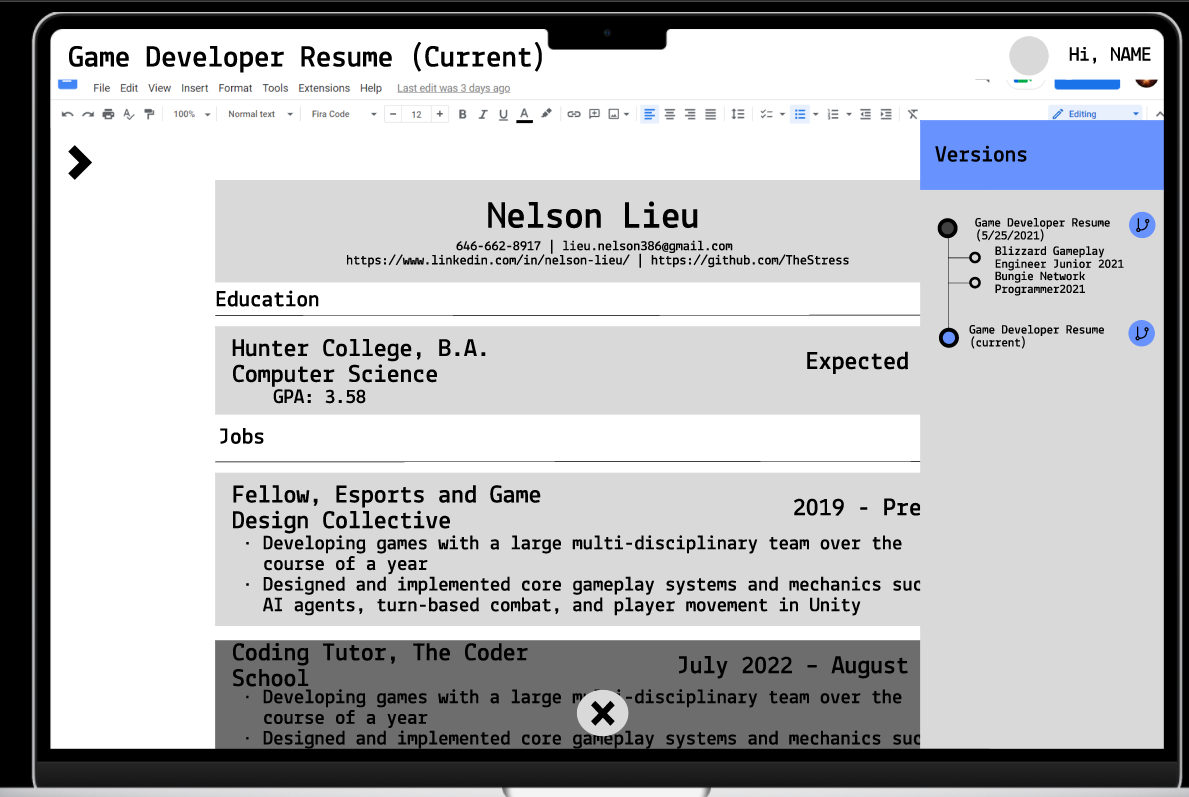 Game Developer Resume (Current)
Hi, NAME
File Edit View Insert Format Tools Extensions Help Last edit was 3 days ago
100% Normal text Fira Code − 12 + B I U A Editing
Versions
Game Developer Resume
(5/25/2021)
Blizzard Gameplay
Engineer Junior 2021
Bungie Network
Programmer2021
Game Developer Resume
(current)
Nelson Lieu
646-662-8917 | lieu.nelson386@gmail.com
https://www.linkedin.com/in/nelson-lieu/ | https://github.com/TheStress
Education
Hunter College, B.A.
Computer Science
Expected
GPA: 3.58
Jobs
Fellow, Esports and Game
Design Collective
2019 - Pre
· Developing games with a large multi-disciplinary team over the
course of a year
· Designed and implemented core gameplay systems and mechanics suc
AI agents, turn-based combat, and player movement in Unity
Coding Tutor, The Coder
School
July 2022 – August
· Developing games with a large multi-disciplinary team over the
course of a year
· Designed and implemented core gameplay systems and mechanics suc